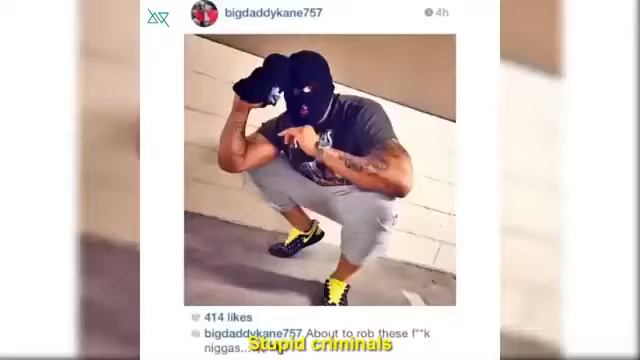 bigdaddykane757
4h
414 likes
bigdaddykane757 About to rob these f**k
niggas...
Stupid criminals